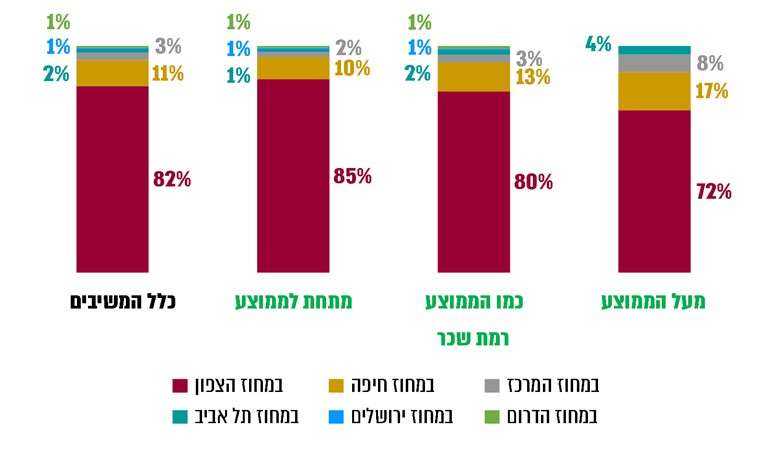 1%
1%
2%
3%
11%
82%
1%
1%
1%
2%
10%
85%
1%
1%
2%
3%
13%
80%
4%
8%
17%
72%
כלל המשיבים
מתחת לממוצע
כמו הממוצע
מעל הממוצע
רמת שכר
במחוז המרכז
במחוז חיפה
במחוז הצפון
במחוז הדרום
במחוז ירושלים
במחוז תל אביב